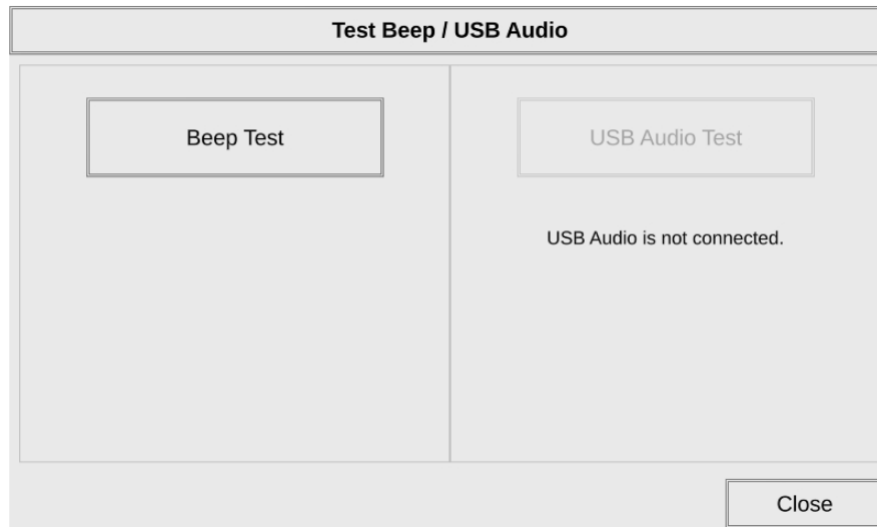 Test Beep / USB Audio
Beep Test
USB Audio Test
USB Audio is not connected.
Close